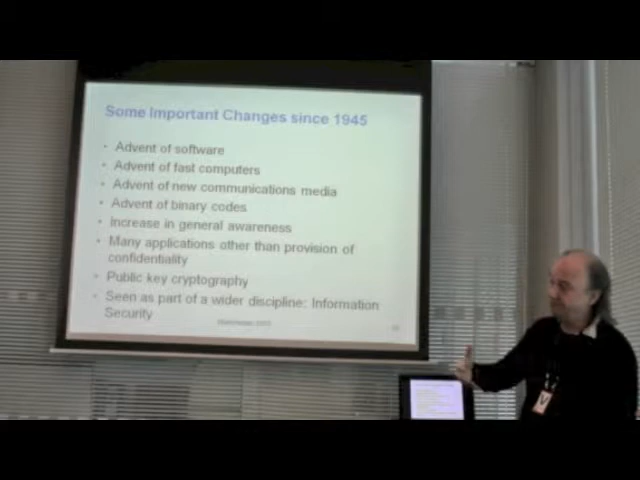 Some Important Changes since 1945
• Advent of software
• Advent of fast computers
• Advent of new communications media
• Advent of binary codes
• Increase in general awareness
• Many applications other than provision of
confidentiality
• Public key cryptography
• Seen as part of a wider discipline: Information
Security